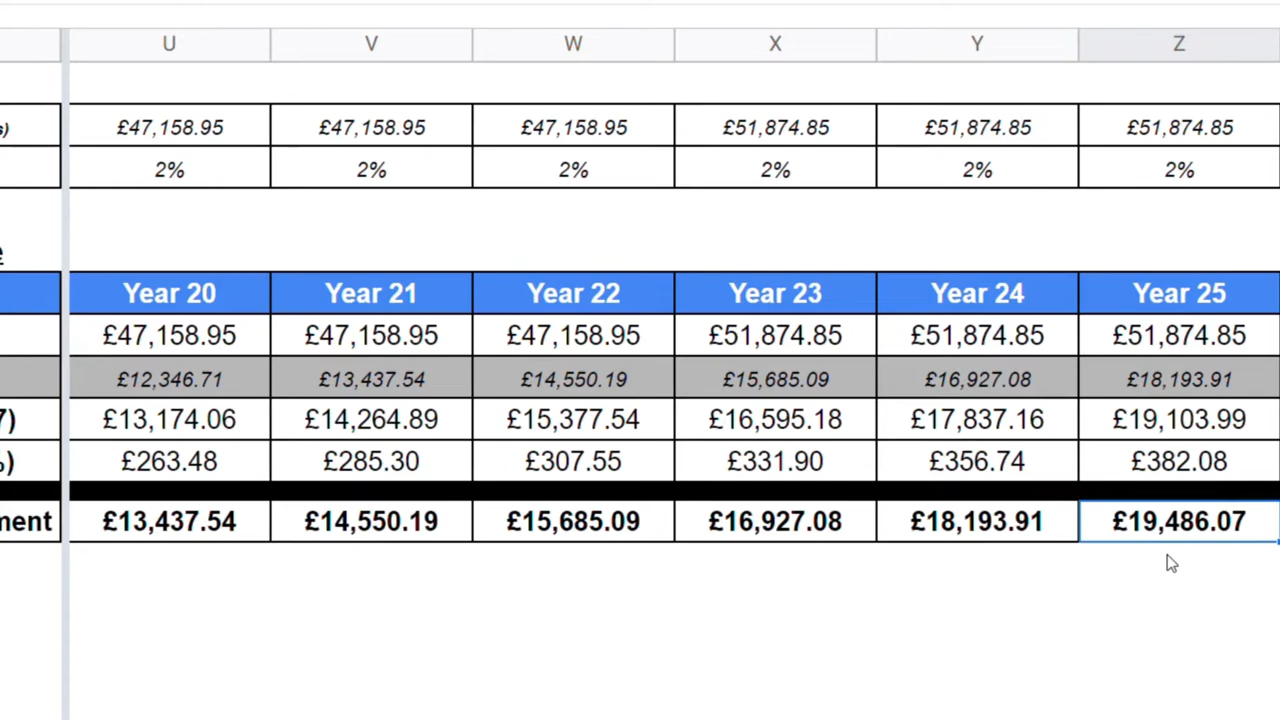 U V W X Y Z
s) £47,158.95 £47,158.95 £47,158.95 £51,874.85 £51,874.85 £51,874.85
2% 2% 2% 2% 2% 2%
e
Year 20 Year 21 Year 22 Year 23 Year 24 Year 25
£47,158.95 £47,158.95 £47,158.95 £51,874.85 £51,874.85 £51,874.85
£12,346.71 £13,437.54 £14,550.19 £15,685.09 £16,927.08 £18,193.91
7) £13,174.06 £14,264.89 £15,377.54 £16,595.18 £17,837.16 £19,103.99
%) £263.48 £285.30 £307.55 £331.90 £356.74 £382.08
ment £13,437.54 £14,550.19 £15,685.09 £16,927.08 £18,193.91 £19,486.07